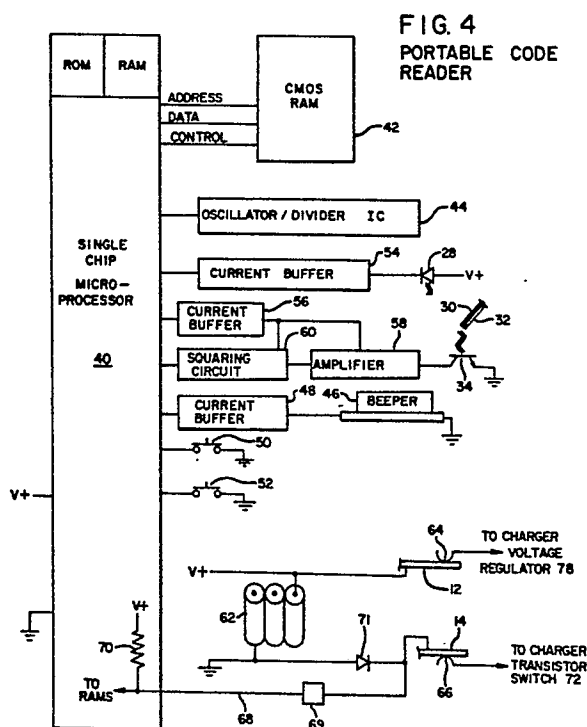 FIG. 4
PORTABLE CODE
READER
ROM
RAM
CMOS
RAM
42
ADDRESS
DATA
CONTROL
OSCILLATOR / DIVIDER IC
44
SINGLE
CHIP
MICRO-
PROCESSOR
40
CURRENT BUFFER
54
28
V+
CURRENT
BUFFER
56
30
32
60
58
SQUARING
CIRCUIT
AMPLIFIER
34
CURRENT
BUFFER
48
46
BEEPER
50
52
V+
64
TO CHARGER
VOLTAGE
REGULATOR 78
V+
12
62
71
14
V+
70
TO CHARGER
TRANSISTOR
SWITCH 72
66
TO
RAMS
68
69